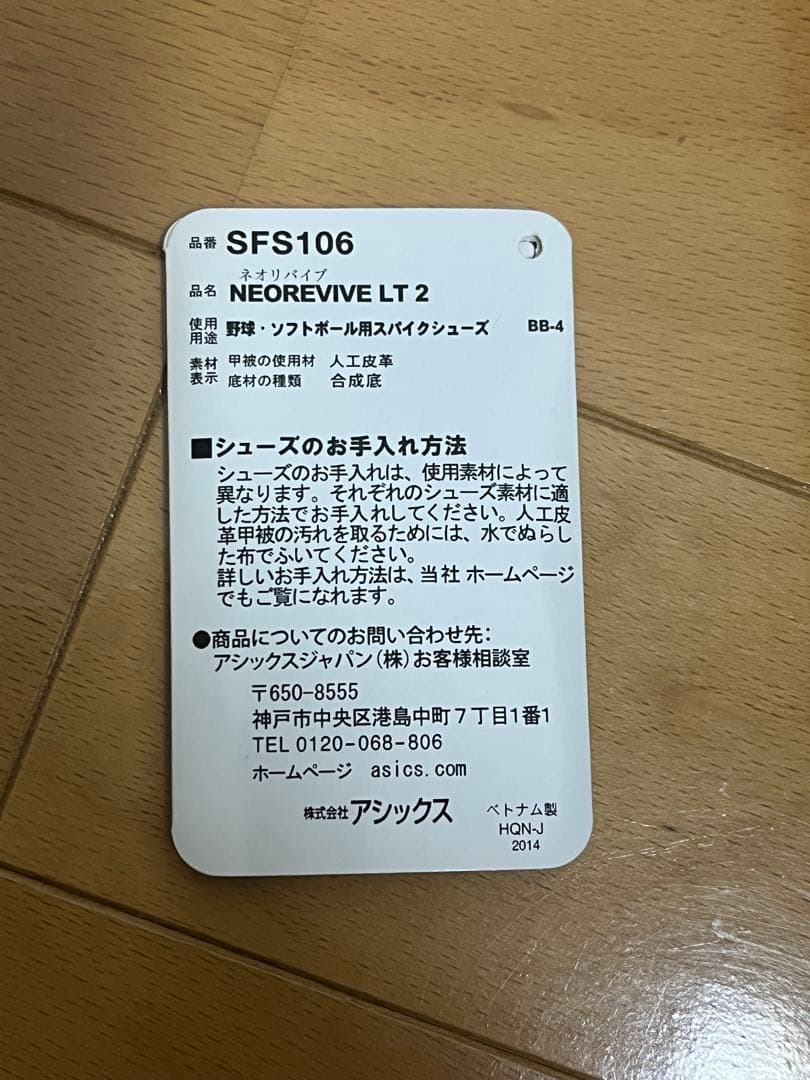 品番 SFS106
ネオリバイブ
品名 NEOREVIVE LT 2
使用用途 野球・ソフトボール用スパイクシューズ BB-4
素材表示 甲被の使用材 人工皮革
底材の種類 合成底
■シューズのお手入れ方法
シューズのお手入れは、使用素材によって
異なります。それぞれのシューズ素材に適
した方法でお手入れしてください。人工皮
革甲被の汚れを取るためには、水でぬらし
た布でふいてください。
詳しいお手入れ方法は、当社 ホームページ
でもご覧になれます。
●商品についてのお問い合わせ先:
アシックスジャパン(株)お客様相談室
〒650-8555
神戸市中央区港島中町7丁目1番1
TEL 0120-068-806
ホームページ asics.com
株式会社アシックス ベトナム製
HQN-J
2014